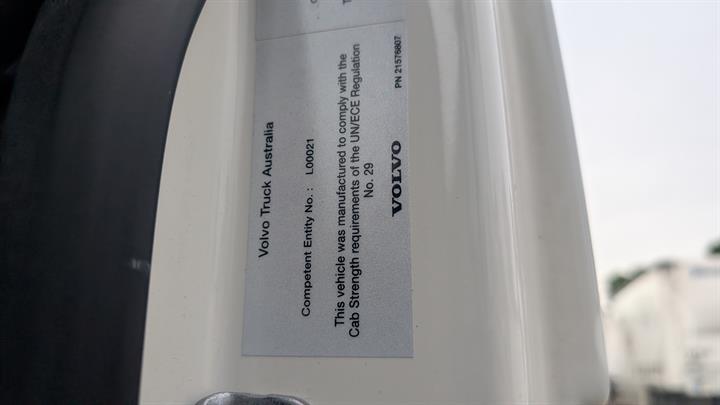 Volvo Truck Australia
Competent Entity No. : L00021
This vehicle was manufactured to comply with the
Cab Strength requirements of the UN/ECE Regulation
No. 29
VOLVO
PN 21576807